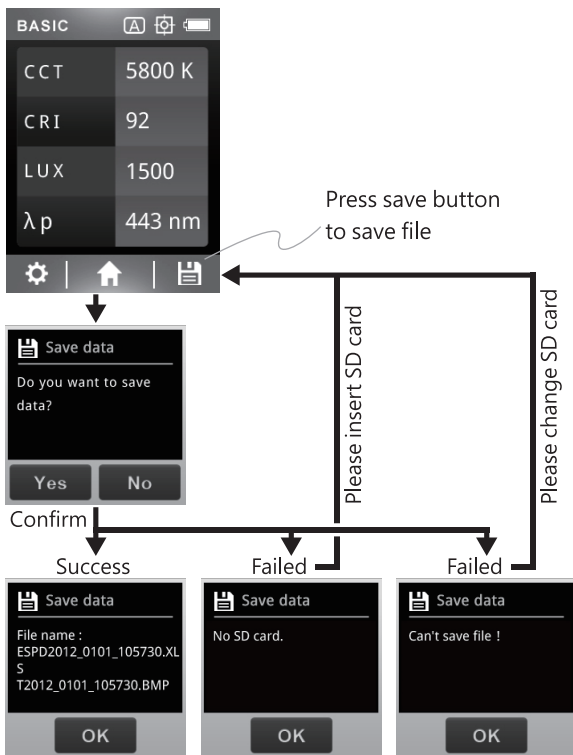 BASIC A
CCT 5800 K
CRI 92
LUX 1500
λp 443 nm
Press save button
to save file
Save data
Do you want to save
data?
Yes No
Please insert SD card
Please change SD card
Confirm
Success
Failed
Failed
Save data
File name :
ESPD2012_0101_105730.XL
S
T2012_0101_105730.BMP
OK
Save data
No SD card.
OK
Save data
Can't save file !
OK